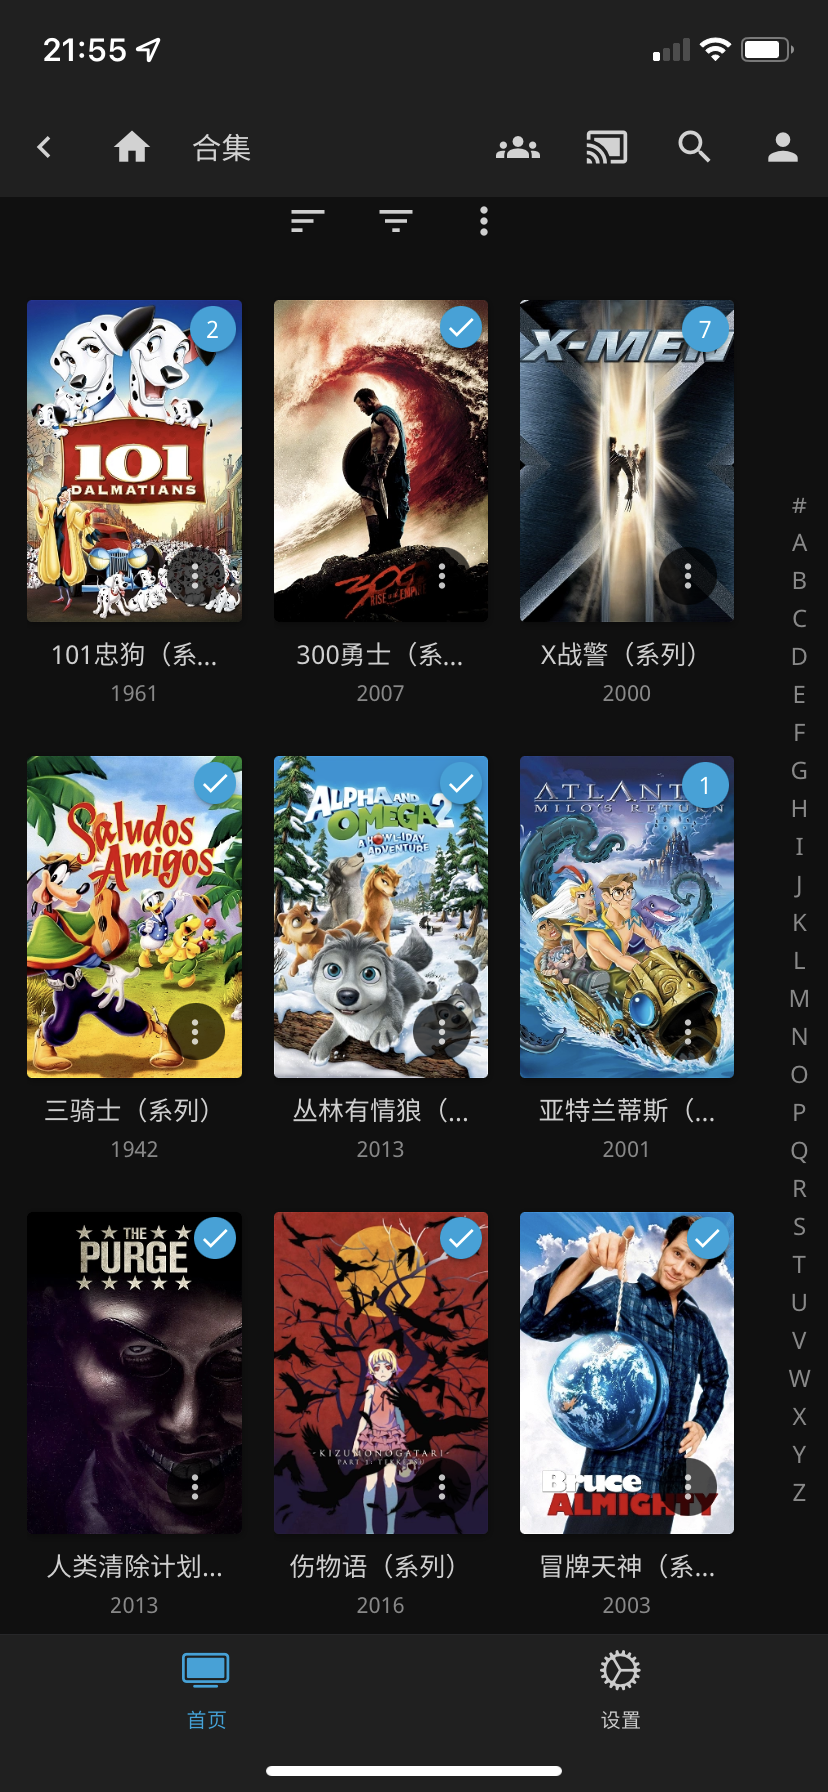 21:55
合集
2
7
X-MEN
101
DALMATIANS
300
RISE OF AN EMPIRE
101忠狗（系...
300勇士（系...
X战警（系列）
1961
2007
2000
1
Saludos
Amigos
ALPHA AND
OMEGA 2
A HOWL-IDAY
ADVENTURE
ATLANT
MILO'S RETURN
三骑士（系列）
丛林有情狼（...
亚特兰蒂斯（...
1942
2013
2001
THE
PURGE
-KIZUMONOGATARI-
PART 1: TEKKETSU
Bruce
ALMIGHTY
人类清除计划...
伤物语（系列）
冒牌天神（系...
2013
2016
2003
#
A
B
C
D
E
F
G
H
I
J
K
L
M
N
O
P
Q
R
S
T
U
V
W
X
Y
Z
首页
设置